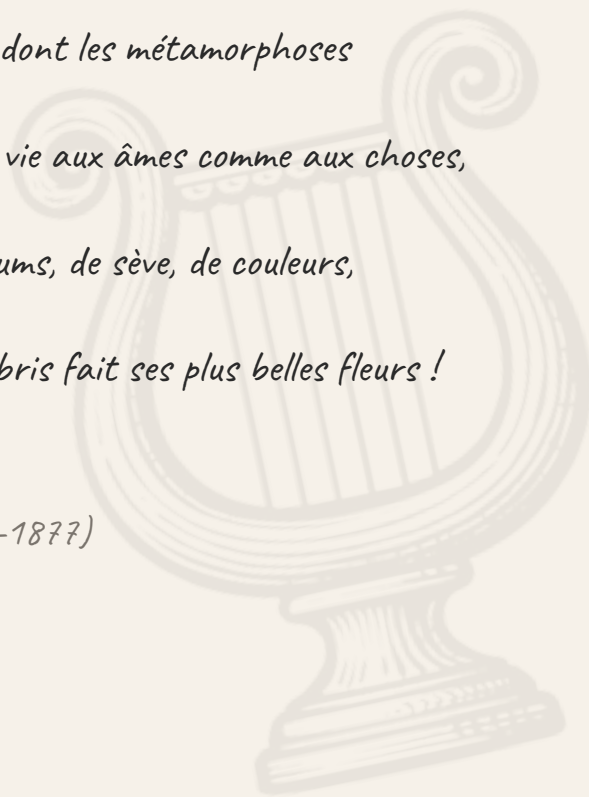 dont les métamorphoses
vie aux âmes comme aux choses,
ums, de sève, de couleurs,
bris fait ses plus belles fleurs !
-1877)